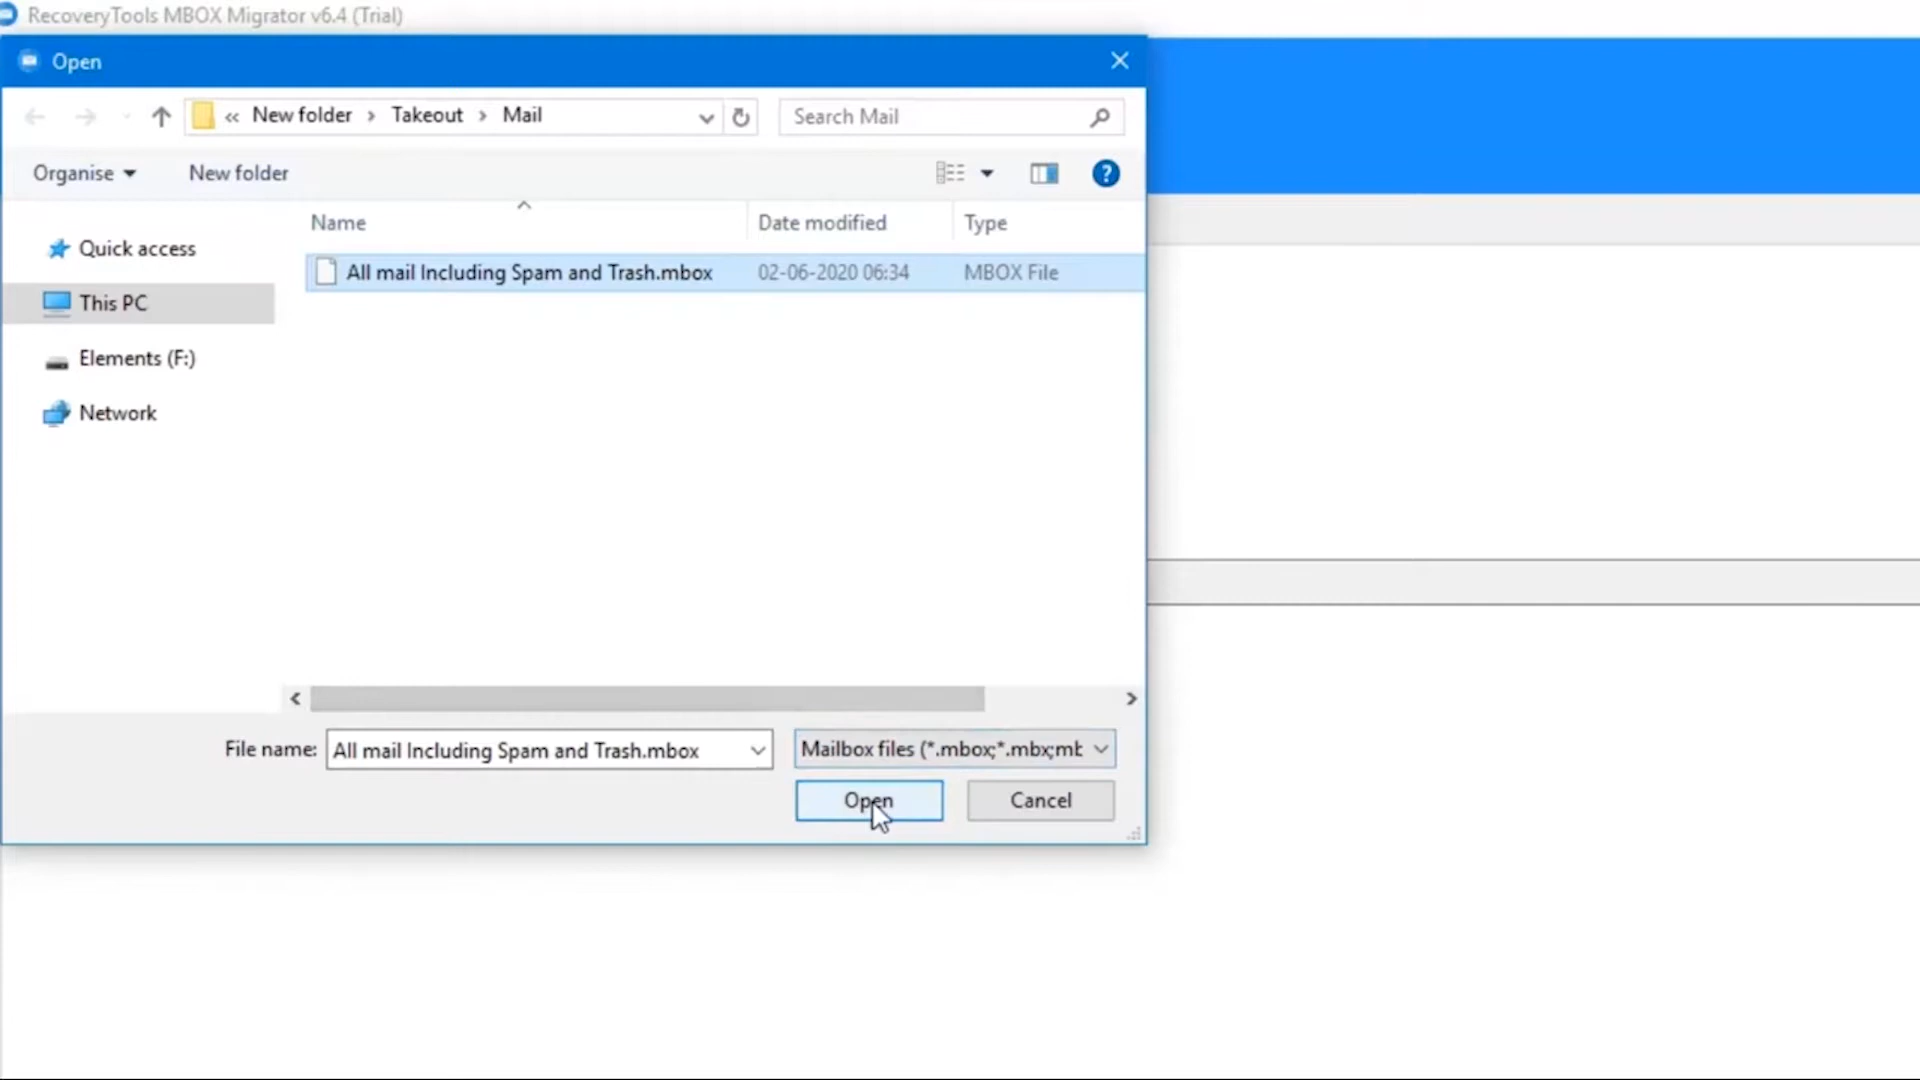 RecoveryTools MBOX Migrator v6.4 (Trial)
Open
« New folder › Takeout › Mail
Search Mail
Organise
New folder
?
Name
Date modified
Type
Quick access
All mail Including Spam and Trash.mbox 02-06-2020 06:34 MBOX File
This PC
Elements (F:)
Network
File name: All mail Including Spam and Trash.mbox
Mailbox files (*.mbox;*.mbx;mb
Open
Cancel